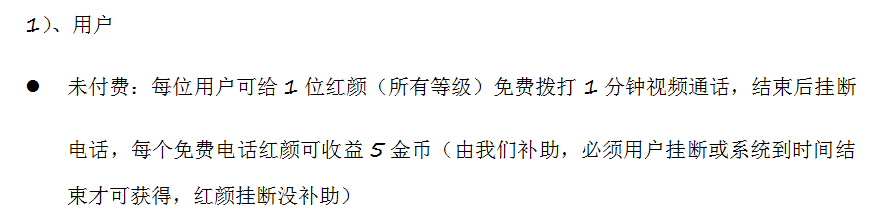 1)、用户
● 未付费：每位用户可给 1 位红颜（所有等级）免费拨打 1 分钟视频通话，结束后挂断
电话，每个免费电话红颜可收益 5 金币（由我们补助，必须用户挂断或系统到时间结
束才可获得，红颜挂断没补助）